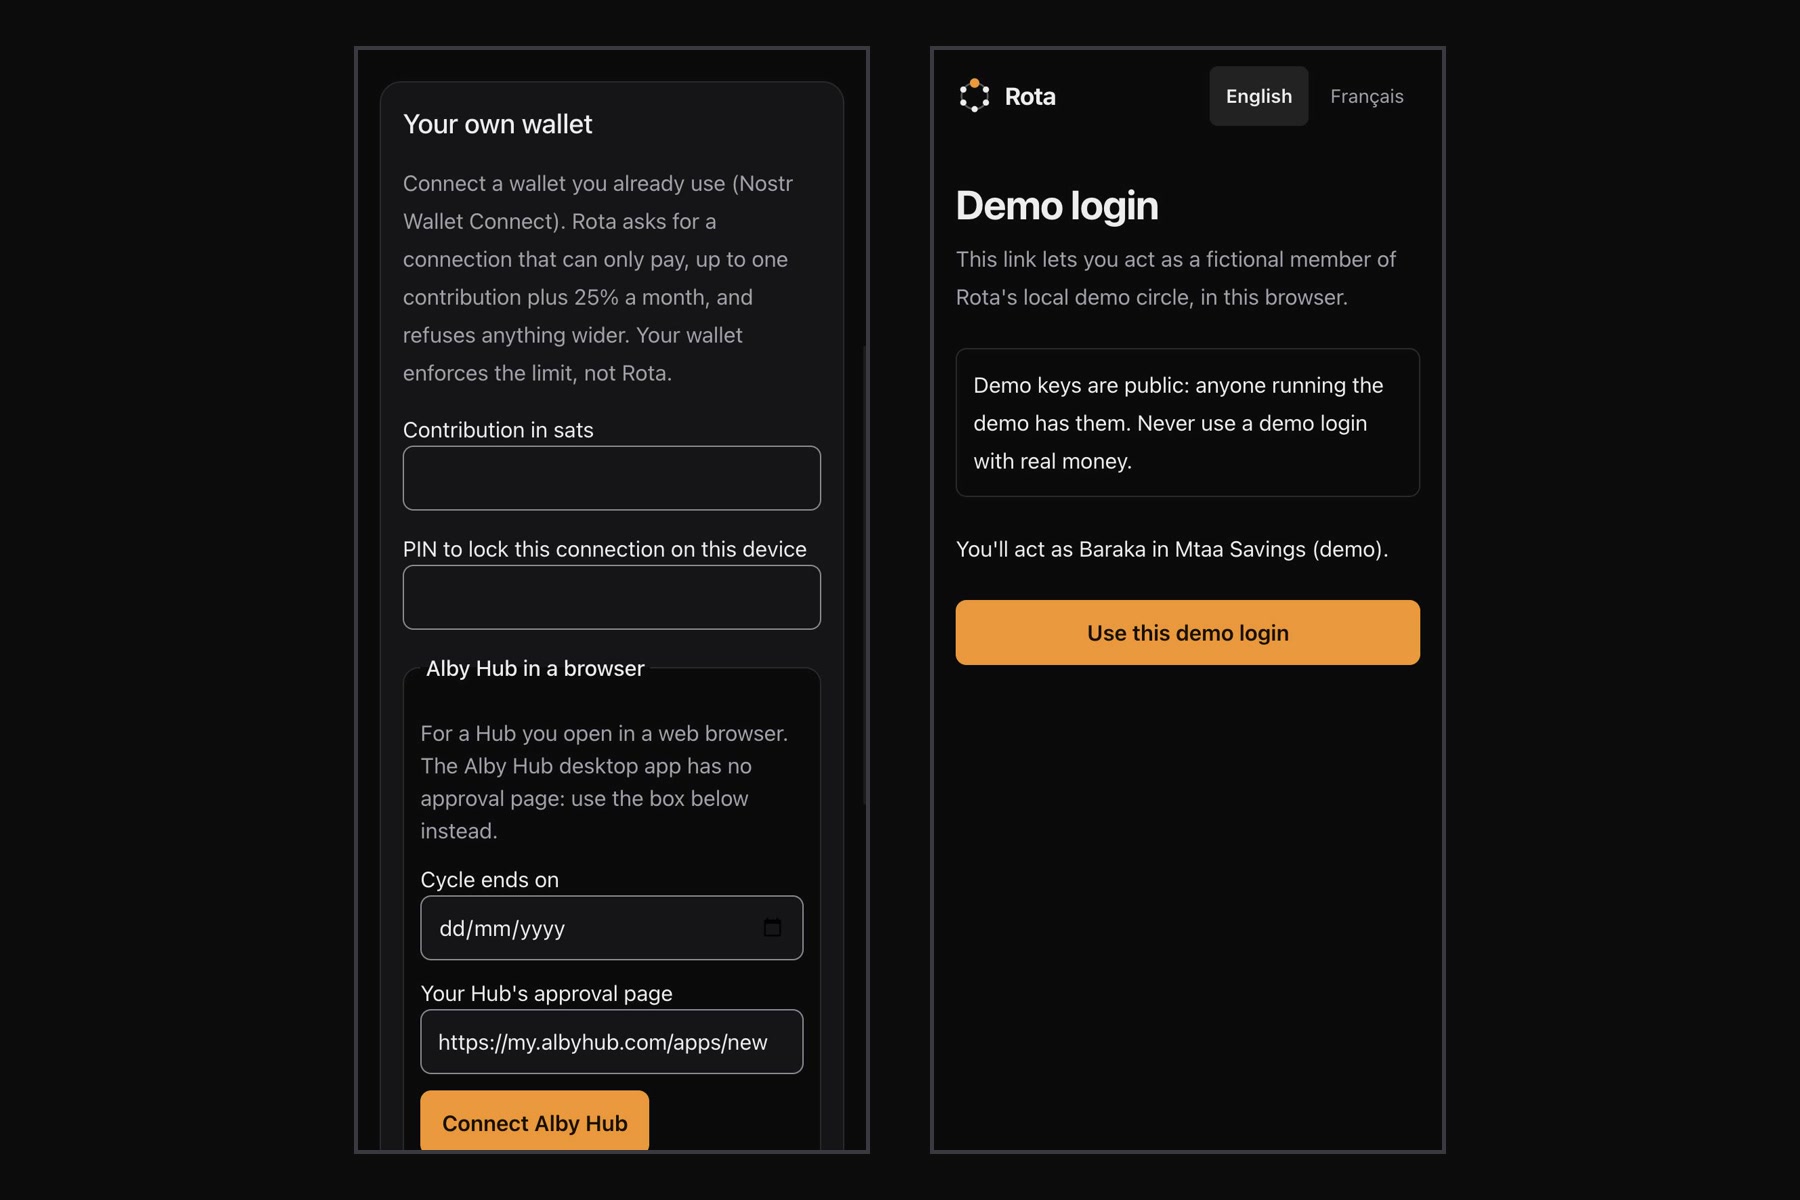 Your own wallet
Connect a wallet you already use (Nostr
Wallet Connect). Rota asks for a
connection that can only pay, up to one
contribution plus 25% a month, and
refuses anything wider. Your wallet
enforces the limit, not Rota.
Contribution in sats
PIN to lock this connection on this device
Alby Hub in a browser
For a Hub you open in a web browser.
The Alby Hub desktop app has no
approval page: use the box below
instead.
Cycle ends on
dd/mm/yyyy
Your Hub's approval page
https://my.albyhub.com/apps/new
Connect Alby Hub
Rota
English
Français
Demo login
This link lets you act as a fictional member of
Rota's local demo circle, in this browser.
Demo keys are public: anyone running the
demo has them. Never use a demo login
with real money.
You'll act as Baraka in Mtaa Savings (demo).
Use this demo login